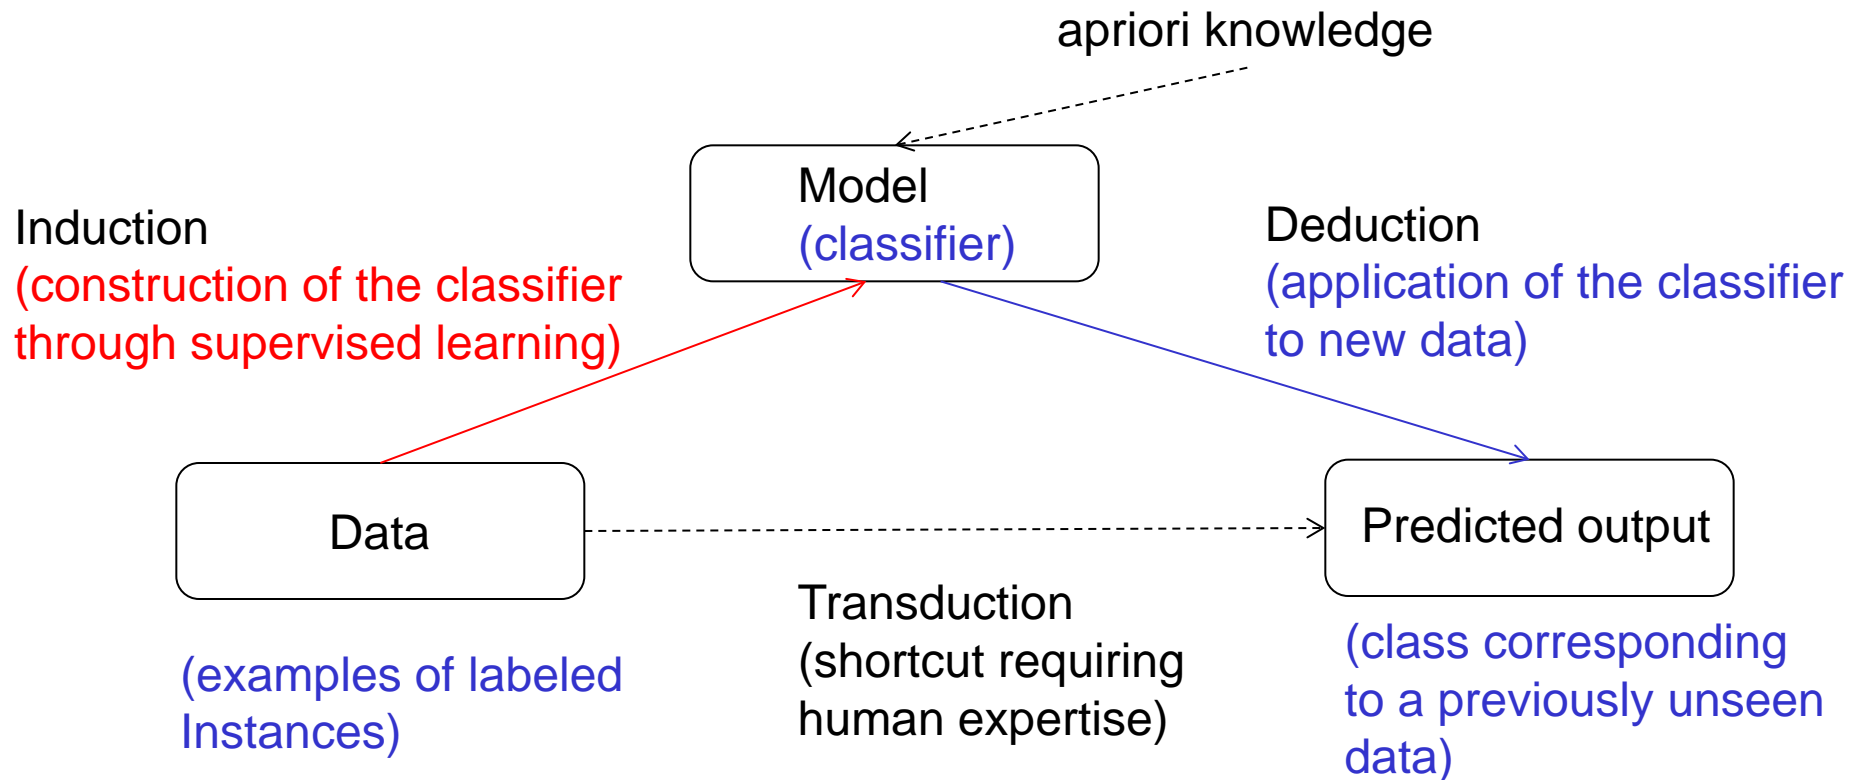 apriori knowledge
Model
(classifier)
Induction
(construction of the classifier
through supervised learning)
Deduction
(application of the classifier
to new data)
Data
Predicted output
(examples of labeled
Instances)
Transduction
(shortcut requiring
human expertise)
(class corresponding
to a previously unseen
data)